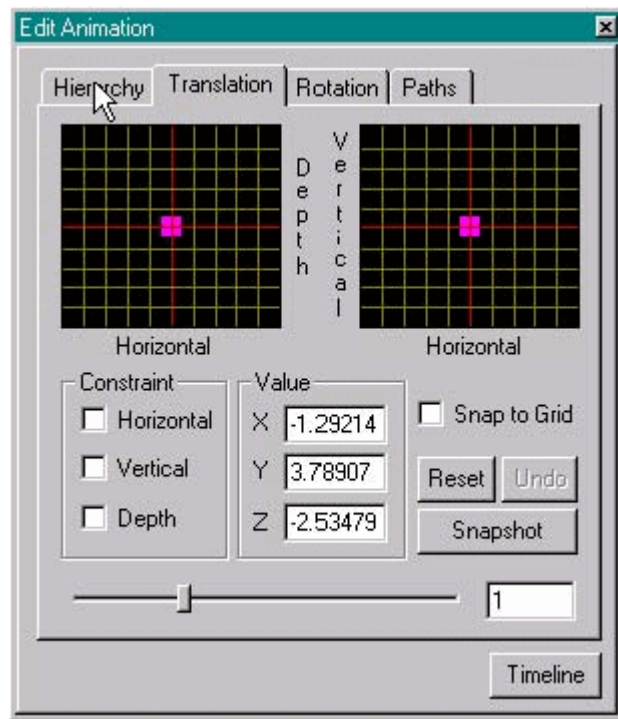 Edit Animation
Hierarchy Translation Rotation Paths
Depth
Vertical
Horizontal
Horizontal
Constraint
Horizontal
Vertical
Depth
Value
X -1.29214
Y 3.78907
Z -2.53479
Snap to Grid
Reset Undo
Snapshot
1
Timeline